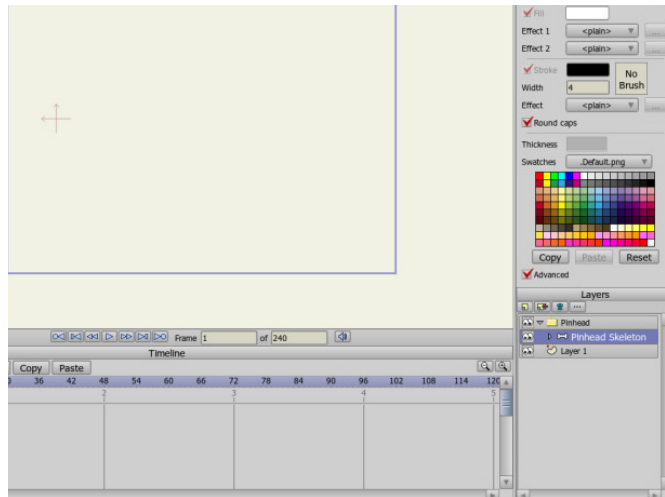 Fill
Effect 1 <plain> ...
Effect 2 <plain> ...
Stroke No Brush
Width 4
Effect <plain> ...
Round caps
Thickness
Swatches .Default.png
Copy Paste Reset
Advanced
Layers
Frame 1 of 240
Pinhead
Timeline
Pinhead Skeleton
Copy Paste
Layer 1
36 42 48 54 60 66 72 78 84 90 96 102 108 114 120
2 3 4 5